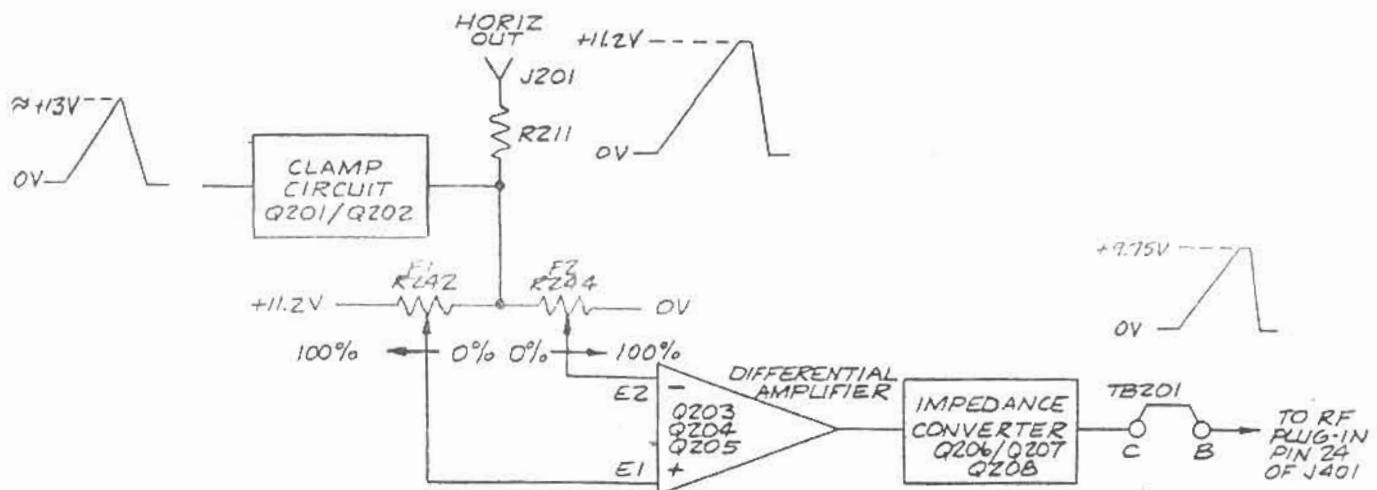 HORIZ
OUT
J201
R211
+11.2V
0V
≈+13V
0V
CLAMP
CIRCUIT
Q201/Q202
F1
R242
F2
R244
+11.2V
0V
100%
0%
0%
100%
E2
-
Q203
Q204
Q205
E1
+
DIFFERENTIAL
AMPLIFIER
IMPEDANCE
CONVERTER
Q206/Q207
Q208
+9.75V
0V
TB201
C
B
TO RF
PLUG-IN
PIN 24
OF J401